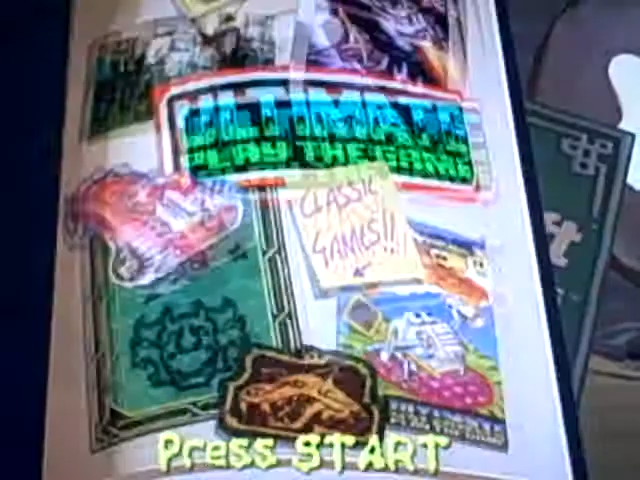 ULTIMATE
PLAY THE GAME
CLASSIC
GAMES!!
Press START